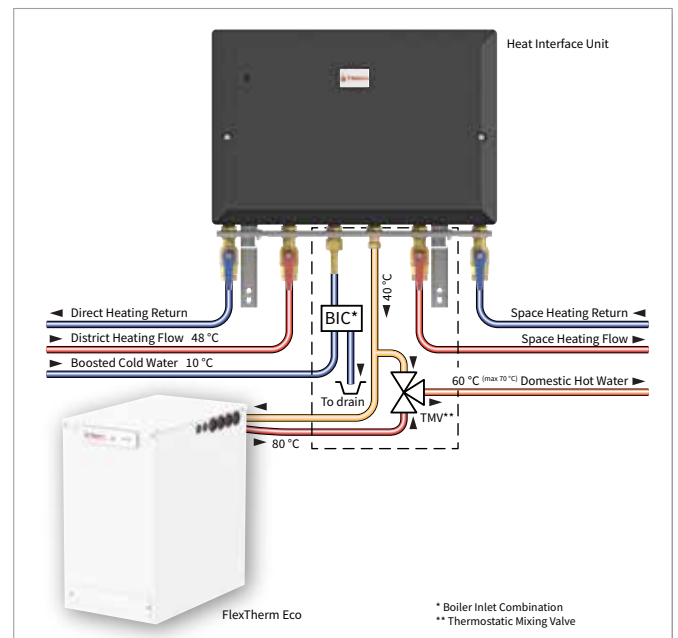 Heat Interface Unit
40 °C
Direct Heating Return
Space Heating Return
BIC*
District Heating Flow 48 °C
Space Heating Flow
Boosted Cold Water 10 °C
60 °C (max 70 °C) Domestic Hot Water
To drain
TMV**
80 °C
FlexTherm Eco
* Boiler Inlet Combination
** Thermostatic Mixing Valve